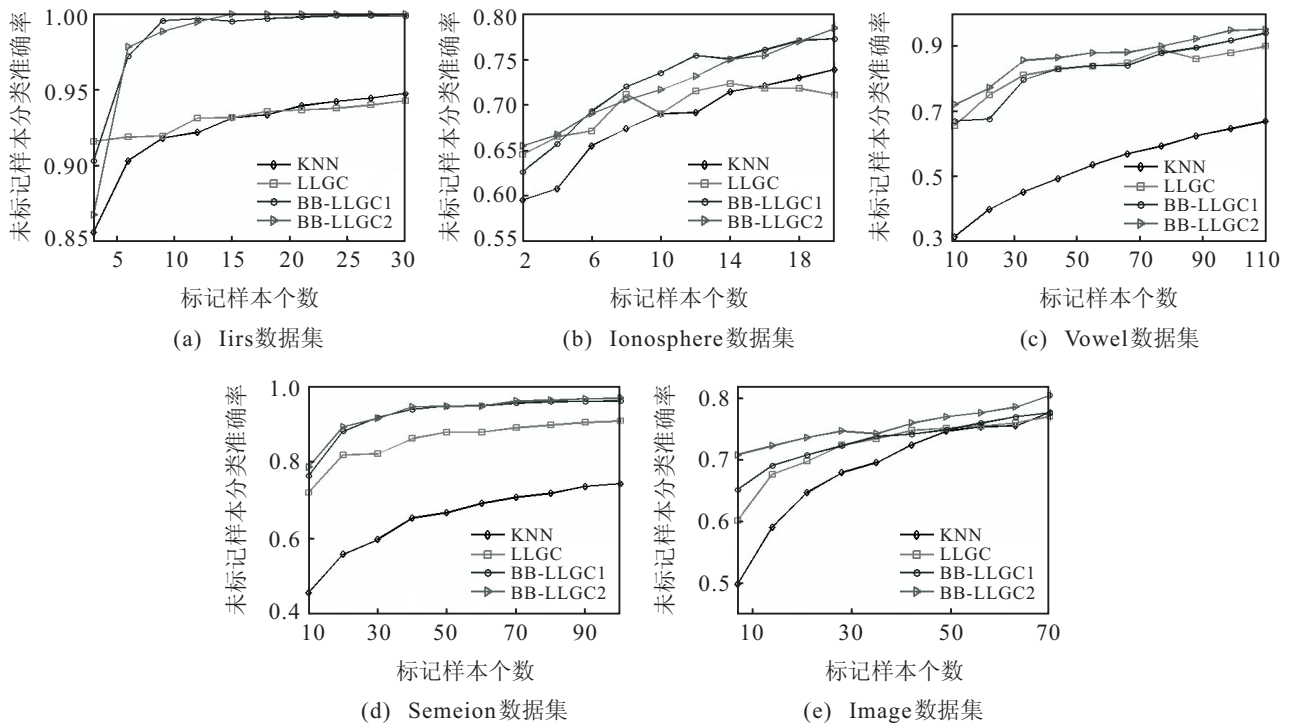 未标记样本分类准确率
1.00
0.95
0.90
0.85
KNN
LLGC
BB-LLGC1
BB-LLGC2
5 10 15 20 25 30
标记样本个数
(a) Iirs数据集
未标记样本分类准确率
0.80
0.75
0.70
0.65
0.60
0.55
KNN
LLGC
BB-LLGC1
BB-LLGC2
2 6 10 14 18
标记样本个数
(b) Ionosphere数据集
未标记样本分类准确率
0.9
0.7
0.5
0.3
KNN
LLGC
BB-LLGC1
BB-LLGC2
10 30 50 70 90 110
标记样本个数
(c) Vowel数据集
未标记样本分类准确率
1.0
0.8
0.6
0.4
KNN
LLGC
BB-LLGC1
BB-LLGC2
10 30 50 70 90
标记样本个数
(d) Semeion数据集
未标记样本分类准确率
0.8
0.7
0.6
0.5
KNN
LLGC
BB-LLGC1
BB-LLGC2
10 30 50 70
标记样本个数
(e) Image数据集